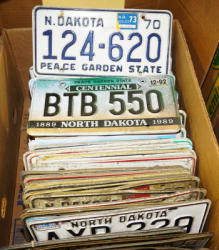 N.DAKOTA 73 70
124-620
PEACE GARDEN STATE
PEACE GARDEN STATE
CENTENNIAL 12-92
BTB 550
1889 NORTH DAKOTA 1989
NORTH DAKOTA